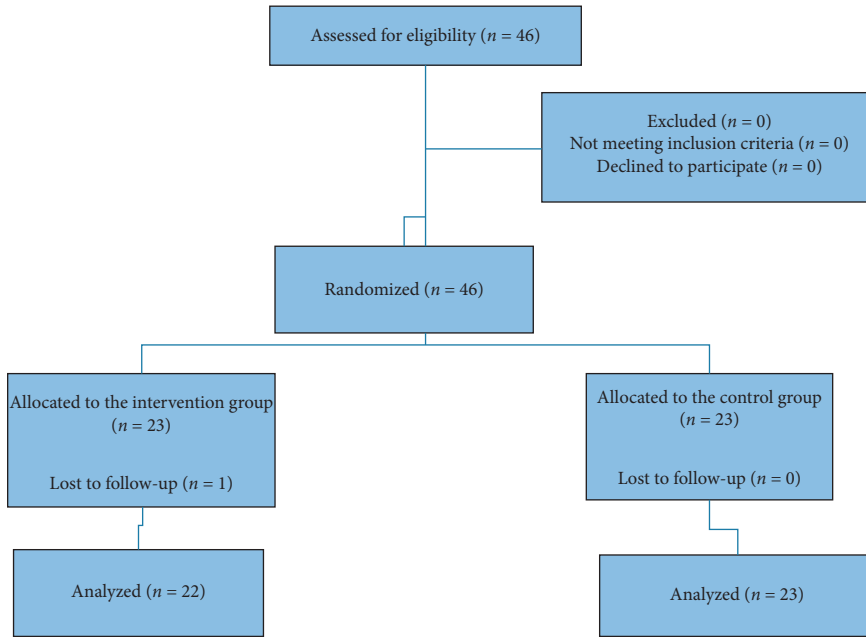 Assessed for eligibility (n = 46)
Excluded (n = 0)
Not meeting inclusion criteria (n = 0)
Declined to participate (n = 0)
Randomized (n = 46)
Allocated to the intervention group
(n = 23)
Lost to follow-up (n = 1)
Allocated to the control group
(n = 23)
Lost to follow-up (n = 0)
Analyzed (n = 22)
Analyzed (n = 23)